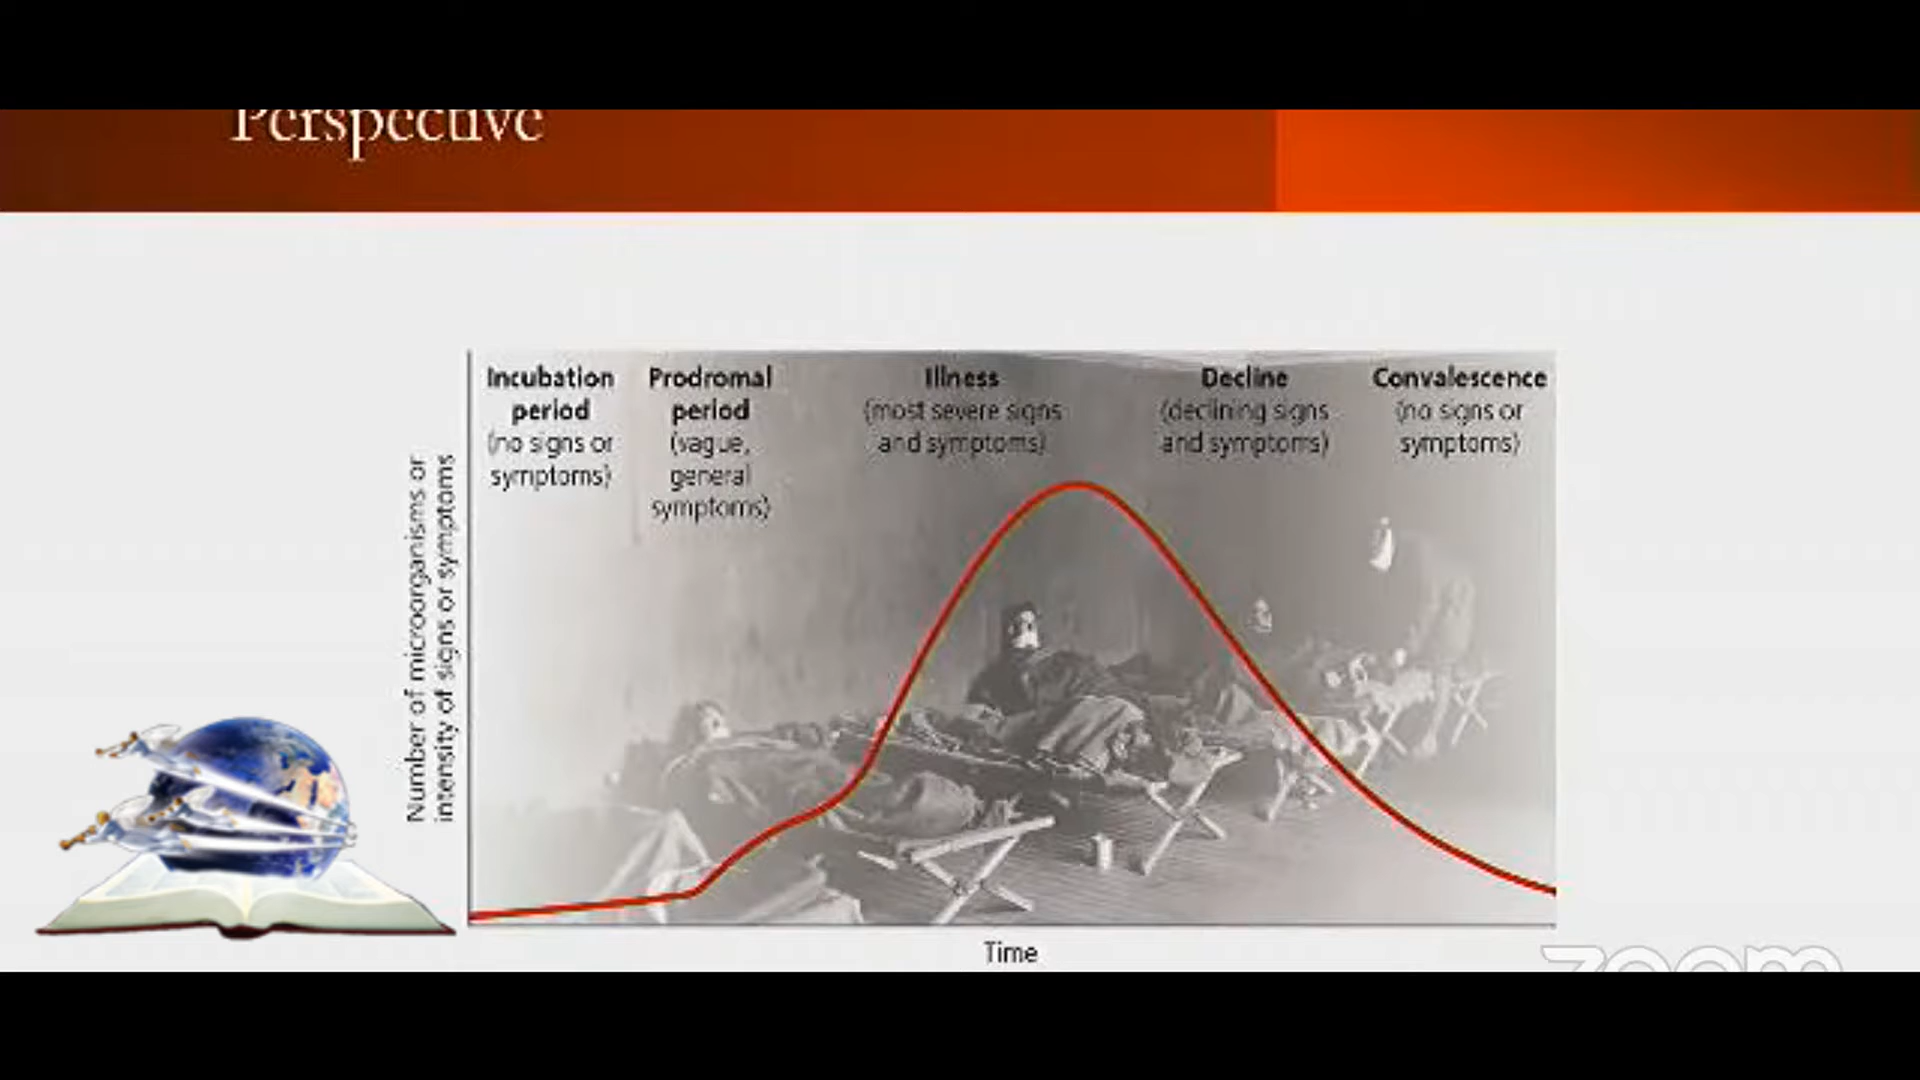 Perspective
Incubation
period
(no signs or
symptoms)
Prodromal
period
(vague,
general
symptoms)
Illness
(most severe signs
and symptoms)
Decline
(declining signs
and symptoms)
Convalescence
(no signs or
symptoms)
Number of microorganisms or
intensity of signs or symptoms
Time
zoom